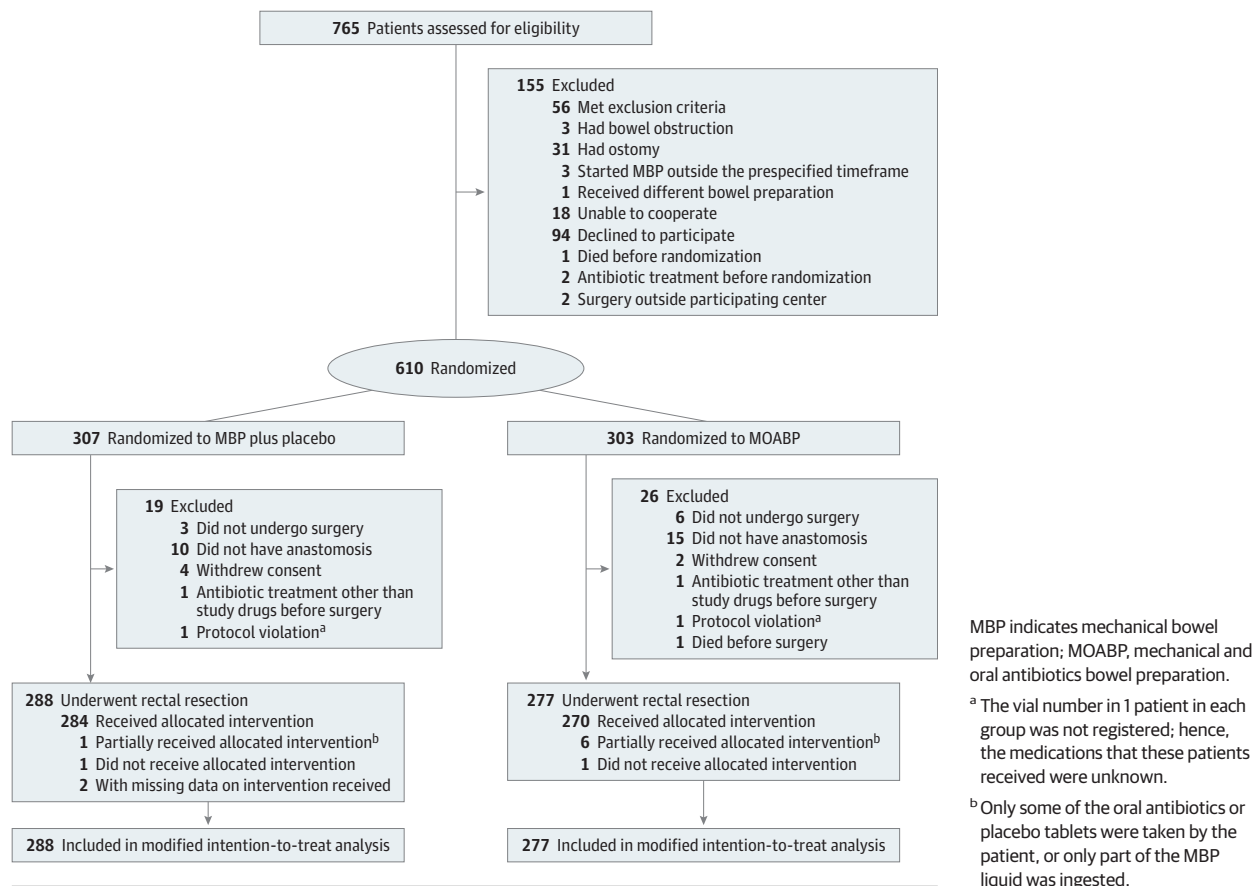 765 Patients assessed for eligibility
155 Excluded
56 Met exclusion criteria
3 Had bowel obstruction
31 Had ostomy
3 Started MBP outside the prespecified timeframe
1 Received different bowel preparation
18 Unable to cooperate
94 Declined to participate
1 Died before randomization
2 Antibiotic treatment before randomization
2 Surgery outside participating center
610 Randomized
307 Randomized to MBP plus placebo
19 Excluded
3 Did not undergo surgery
10 Did not have anastomosis
4 Withdrew consent
1 Antibiotic treatment other than
study drugs before surgery
1 Protocol violationa
288 Underwent rectal resection
284 Received allocated intervention
1 Partially received allocated interventionb
1 Did not receive allocated intervention
2 With missing data on intervention received
288 Included in modified intention-to-treat analysis
303 Randomized to MOABP
26 Excluded
6 Did not undergo surgery
15 Did not have anastomosis
2 Withdrew consent
1 Antibiotic treatment other than
study drugs before surgery
1 Protocol violationa
1 Died before surgery
277 Underwent rectal resection
270 Received allocated intervention
6 Partially received allocated interventionb
1 Did not receive allocated intervention
277 Included in modified intention-to-treat analysis
MBP indicates mechanical bowel
preparation; MOABP, mechanical and
oral antibiotics bowel preparation.
a The vial number in 1 patient in each
group was not registered; hence,
the medications that these patients
received were unknown.
b Only some of the oral antibiotics or
placebo tablets were taken by the
patient, or only part of the MBP
liquid was ingested.